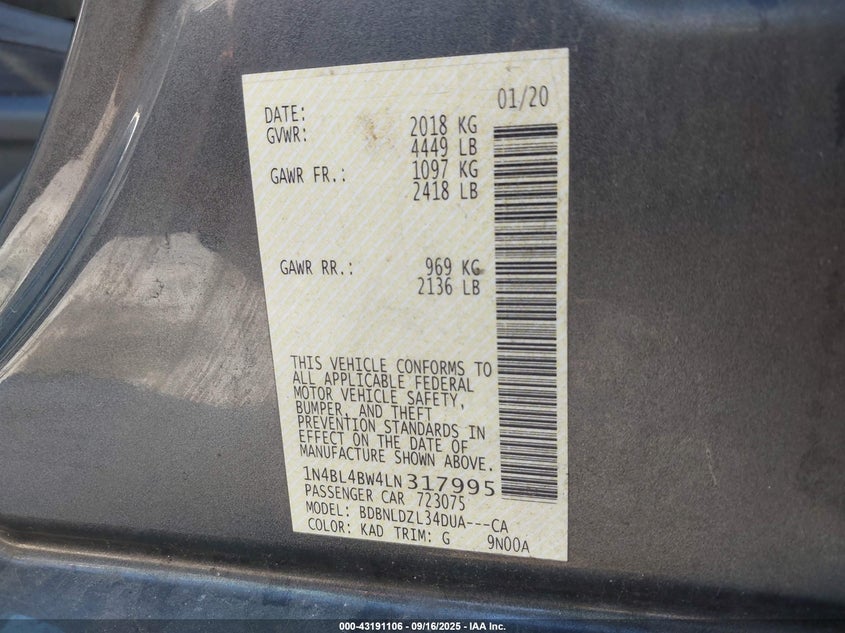 DATE: 01/20
GVWR: 2018 KG
4449 LB
GAWR FR.: 1097 KG
2418 LB
GAWR RR.: 969 KG
2136 LB
THIS VEHICLE CONFORMS TO
ALL APPLICABLE FEDERAL
MOTOR VEHICLE SAFETY,
BUMPER, AND THEFT
PREVENTION STANDARDS IN
EFFECT ON THE DATE OF
MANUFACTURE SHOWN ABOVE.
1N4BL4BW4LN317995
PASSENGER CAR 723075
MODEL: BDBNLDZL34DUA---CA
COLOR: KAD TRIM: G 9N00A
000-43191106 - 09/16/2025 - IAA Inc.